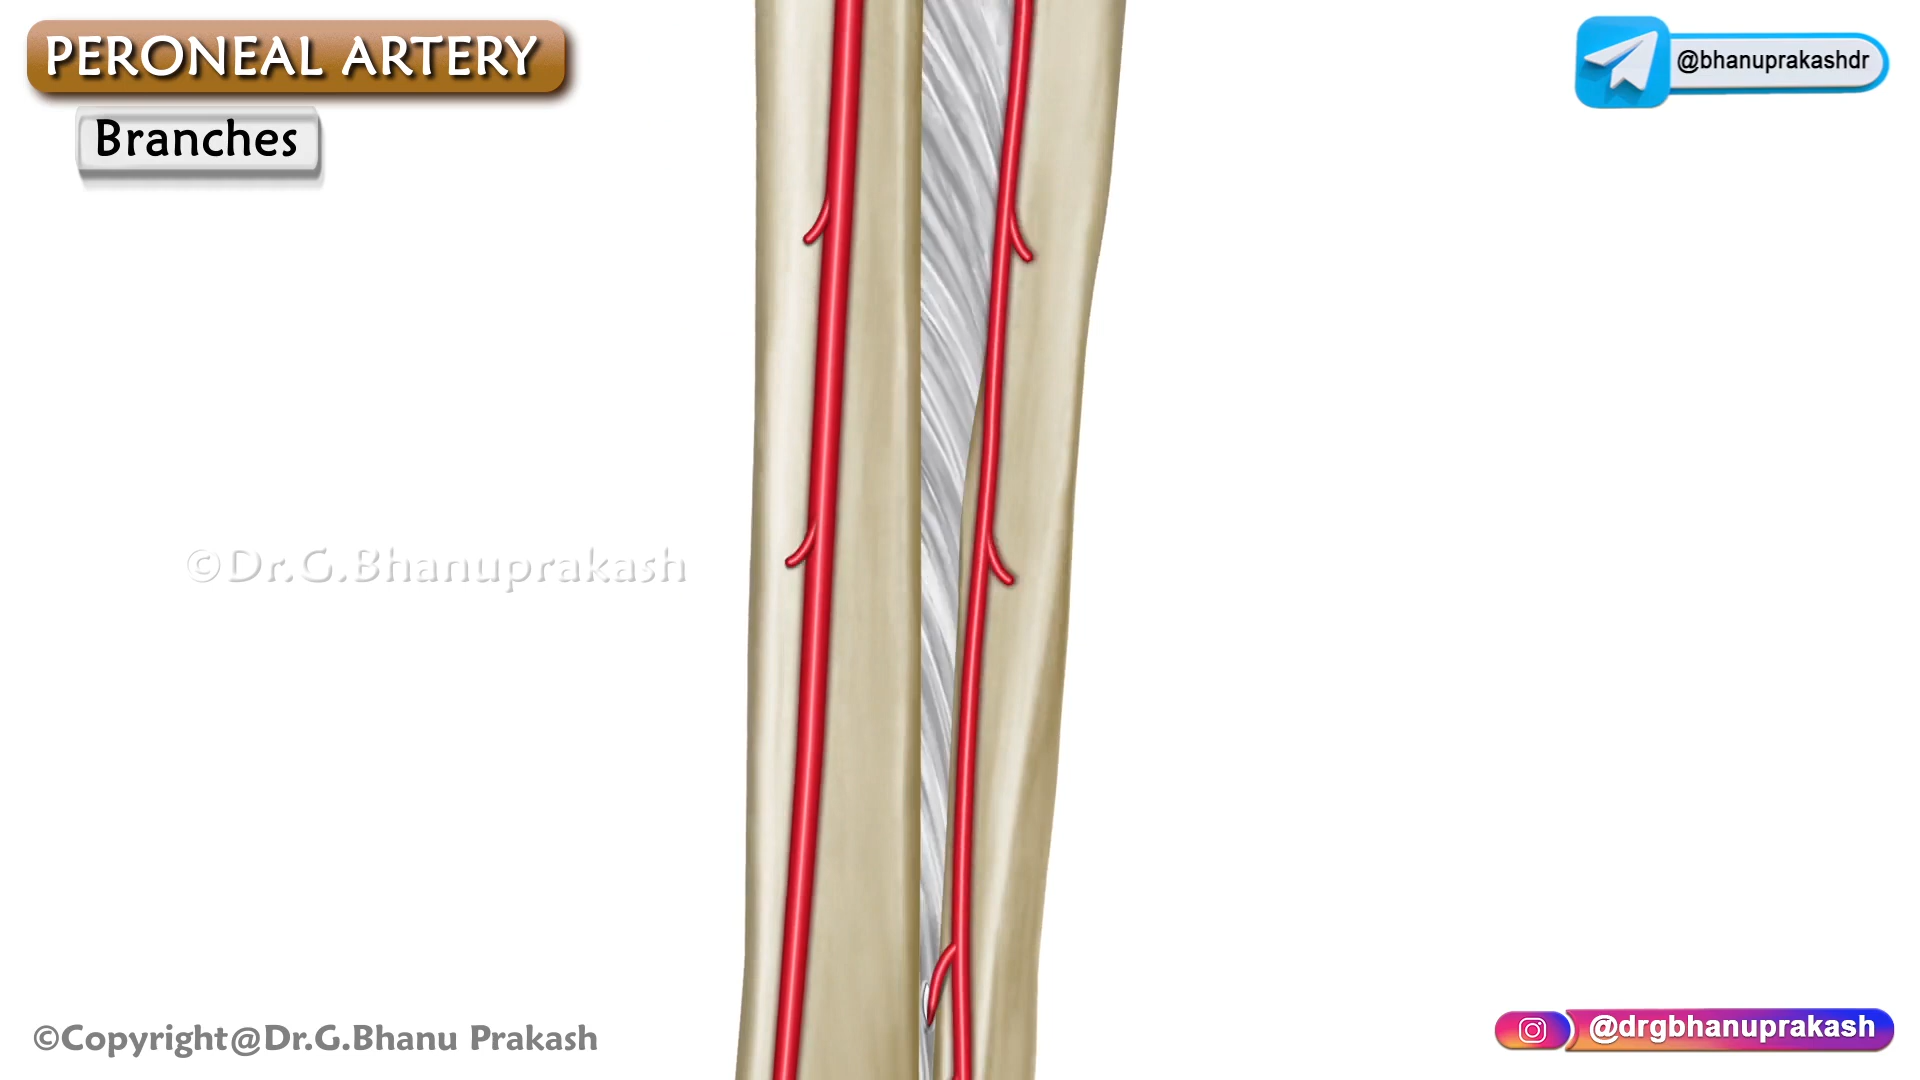 PERONEAL ARTERY
Branches
@bhanuprakashdr
©Dr.G.Bhanuprakash
©Copyright@Dr.G.Bhanu Prakash
@drgbhanuprakash